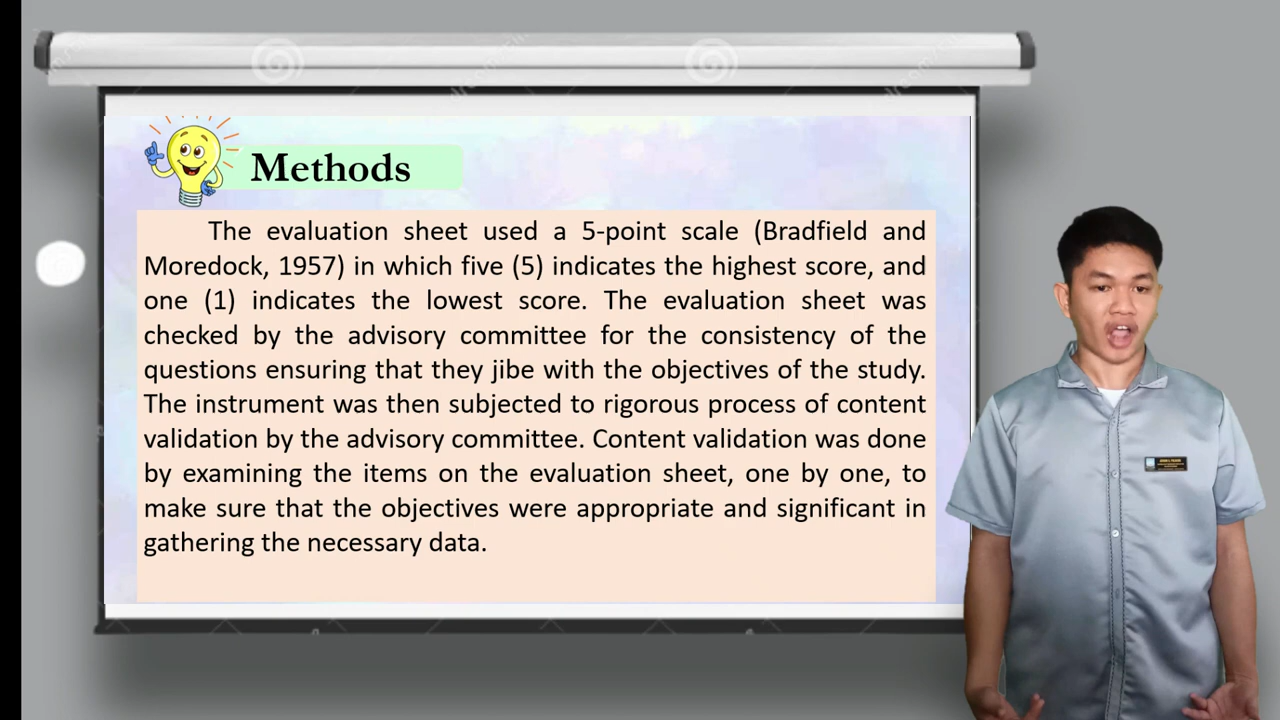 Methods
The evaluation sheet used a 5-point scale (Bradfield and
Moredock, 1957) in which five (5) indicates the highest score, and
one (1) indicates the lowest score. The evaluation sheet was
checked by the advisory committee for the consistency of the
questions ensuring that they jibe with the objectives of the study.
The instrument was then subjected to rigorous process of content
validation by the advisory committee. Content validation was done
by examining the items on the evaluation sheet, one by one, to
make sure that the objectives were appropriate and significant in
gathering the necessary data.